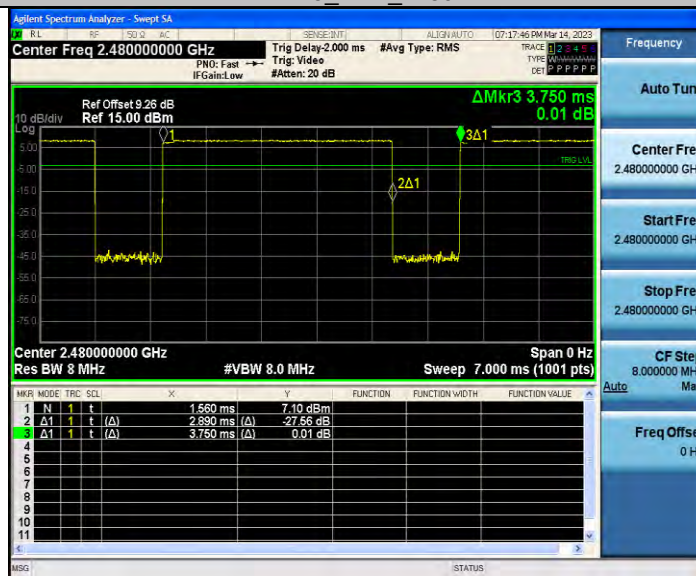 Agilent Spectrum Analyzer - Swept SA
RL RF 50 Ω AC SENSE:INT ALIGN AUTO 07:17:46 PM Mar 14, 2023
Center Freq 2.480000000 GHz
PNO: Fast
IFGain:Low
Trig Delay-2.000 ms
Trig: Video
#Atten: 20 dB
#Avg Type: RMS
TRACE 1 2 3 4 5 6
TYPE
DET P P P P P P
Ref Offset 9.26 dB
Ref 15.00 dBm
10 dB/div
Log
ΔMkr3 3.750 ms
0.01 dB
1
3Δ1
2Δ1
TRIG LVL
5.00
-5.00
-15.0
-25.0
-35.0
-45.0
-55.0
-65.0
-75.0
Center 2.480000000 GHz Span 0 Hz
Res BW 8 MHz #VBW 8.0 MHz Sweep 7.000 ms (1001 pts)
MKR MODE TRC SCL X Y FUNCTION FUNCTION WIDTH FUNCTION VALUE
1 N 1 t 1.560 ms 7.10 dBm
2 Δ1 1 t (Δ) 2.890 ms (Δ) -27.56 dB
3 Δ1 1 t (Δ) 3.750 ms (Δ) 0.01 dB
4
5
6
7
8
9
10
11
MSG STATUS
Frequency
Auto Tun
Center Fre
2.480000000 GH
Start Fre
2.480000000 GH
Stop Fre
2.480000000 GH
CF Ste
8.000000 MH
Auto Ma
Freq Offse
0 H